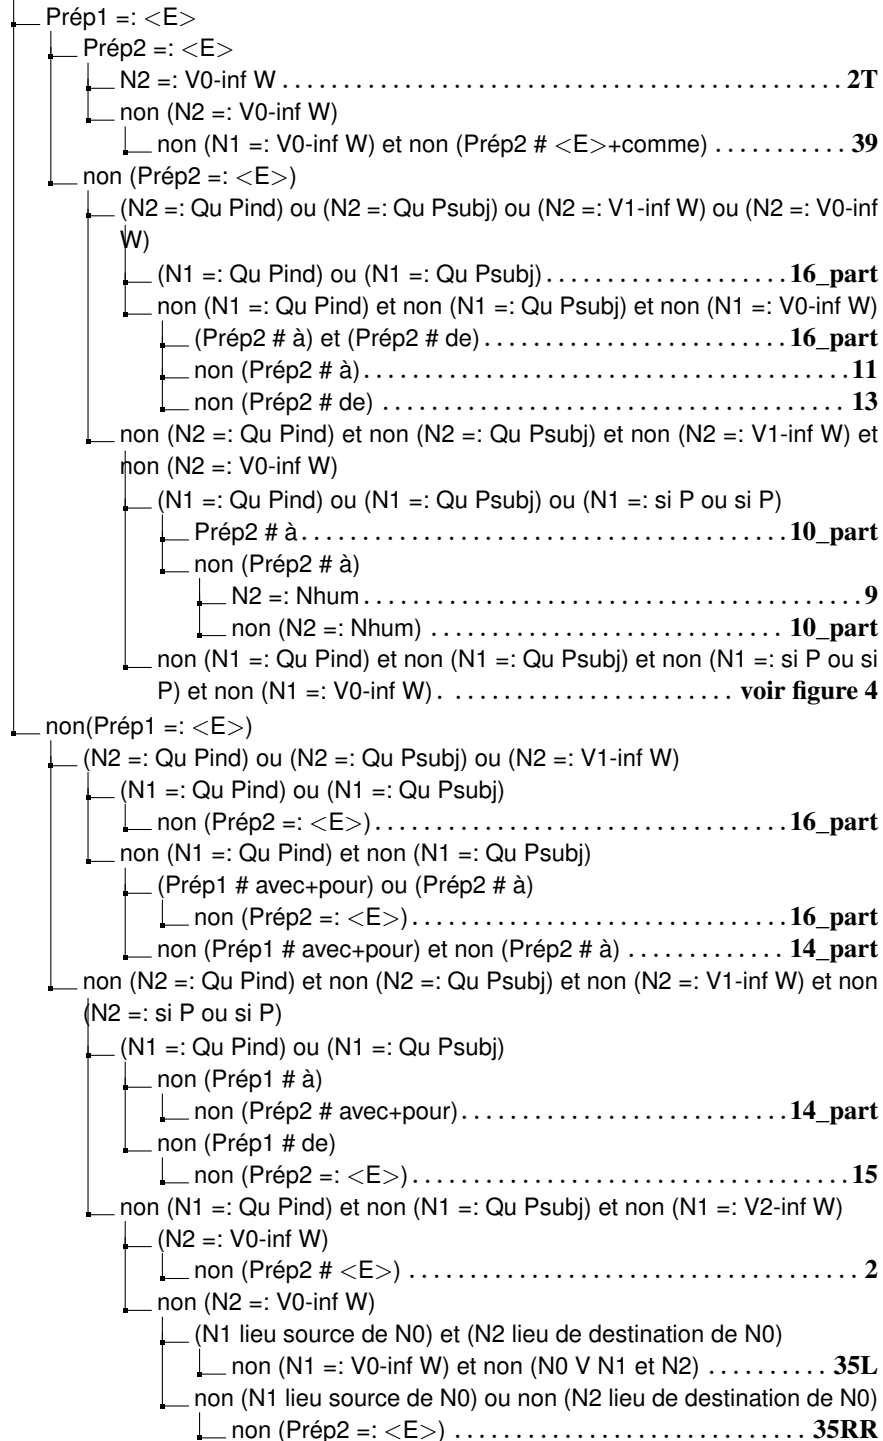 Prép1 =: <E>
Prép2 =: <E>
N2 =: V0-inf W . . . . . . . . . . . . . . . . . . . . . . . . . . . . . . . . . . . . . . . . . . . . . . . . . . . . . . . . 2T
non (N2 =: V0-inf W)
non (N1 =: V0-inf W) et non (Prép2 # <E>+comme) . . . . . . . . . . . 39
non (Prép2 =: <E>)
(N2 =: Qu Pind) ou (N2 =: Qu Psubj) ou (N2 =: V1-inf W) ou (N2 =: V0-inf
W)
(N1 =: Qu Pind) ou (N1 =: Qu Psubj) . . . . . . . . . . . . . . . . . . . . 16_part
non (N1 =: Qu Pind) et non (N1 =: Qu Psubj) et non (N1 =: V0-inf W)
(Prép2 # à) et (Prép2 # de) . . . . . . . . . . . . . . . . . . . . . . . . . . 16_part
non (Prép2 # à) . . . . . . . . . . . . . . . . . . . . . . . . . . . . . . . . . . . . . . . . . . . 11
non (Prép2 # de) . . . . . . . . . . . . . . . . . . . . . . . . . . . . . . . . . . . . . . . . . 13
non (N2 =: Qu Pind) et non (N2 =: Qu Psubj) et non (N2 =: V1-inf W) et
non (N2 =: V0-inf W)
(N1 =: Qu Pind) ou (N1 =: Qu Psubj) ou (N1 =: si P ou si P)
Prép2 # à . . . . . . . . . . . . . . . . . . . . . . . . . . . . . . . . . . . . . . . . . . 10_part
non (Prép2 # à)
N2 =: Nhum . . . . . . . . . . . . . . . . . . . . . . . . . . . . . . . . . . . . . . . . . . . 9
non (N2 =: Nhum) . . . . . . . . . . . . . . . . . . . . . . . . . . . . . . 10_part
non (N1 =: Qu Pind) et non (N1 =: Qu Psubj) et non (N1 =: si P ou si
P) et non (N1 =: V0-inf W) . . . . . . . . . . . . . . . . . . . . . . . . voir figure 4
non(Prép1 =: <E>)
(N2 =: Qu Pind) ou (N2 =: Qu Psubj) ou (N2 =: V1-inf W)
(N1 =: Qu Pind) ou (N1 =: Qu Psubj)
non (Prép2 =: <E>) . . . . . . . . . . . . . . . . . . . . . . . . . . . . . . . . . . . 16_part
non (N1 =: Qu Pind) et non (N1 =: Qu Psubj)
(Prép1 # avec+pour) ou (Prép2 # à)
non (Prép2 =: <E>) . . . . . . . . . . . . . . . . . . . . . . . . . . . . . . . 16_part
non (Prép1 # avec+pour) et non (Prép2 # à) . . . . . . . . . . . . . 14_part
non (N2 =: Qu Pind) et non (N2 =: Qu Psubj) et non (N2 =: V1-inf W) et non
(N2 =: si P ou si P)
(N1 =: Qu Pind) ou (N1 =: Qu Psubj)
non (Prép1 # à)
non (Prép2 # avec+pour) . . . . . . . . . . . . . . . . . . . . . . . . . . 14_part
non (Prép1 # de)
non (Prép2 =: <E>) . . . . . . . . . . . . . . . . . . . . . . . . . . . . . . . . . . . . 15
non (N1 =: Qu Pind) et non (N1 =: Qu Psubj) et non (N1 =: V2-inf W)
(N2 =: V0-inf W)
non (Prép2 # <E>) . . . . . . . . . . . . . . . . . . . . . . . . . . . . . . . . . . . . . . 2
non (N2 =: V0-inf W)
(N1 lieu source de N0) et (N2 lieu de destination de N0)
non (N1 =: V0-inf W) et non (N0 V N1 et N2) . . . . . . . . . 35L
non (N1 lieu source de N0) ou non (N2 lieu de destination de N0)
non (Prép2 =: <E>) . . . . . . . . . . . . . . . . . . . . . . . . . . . . . 35RR